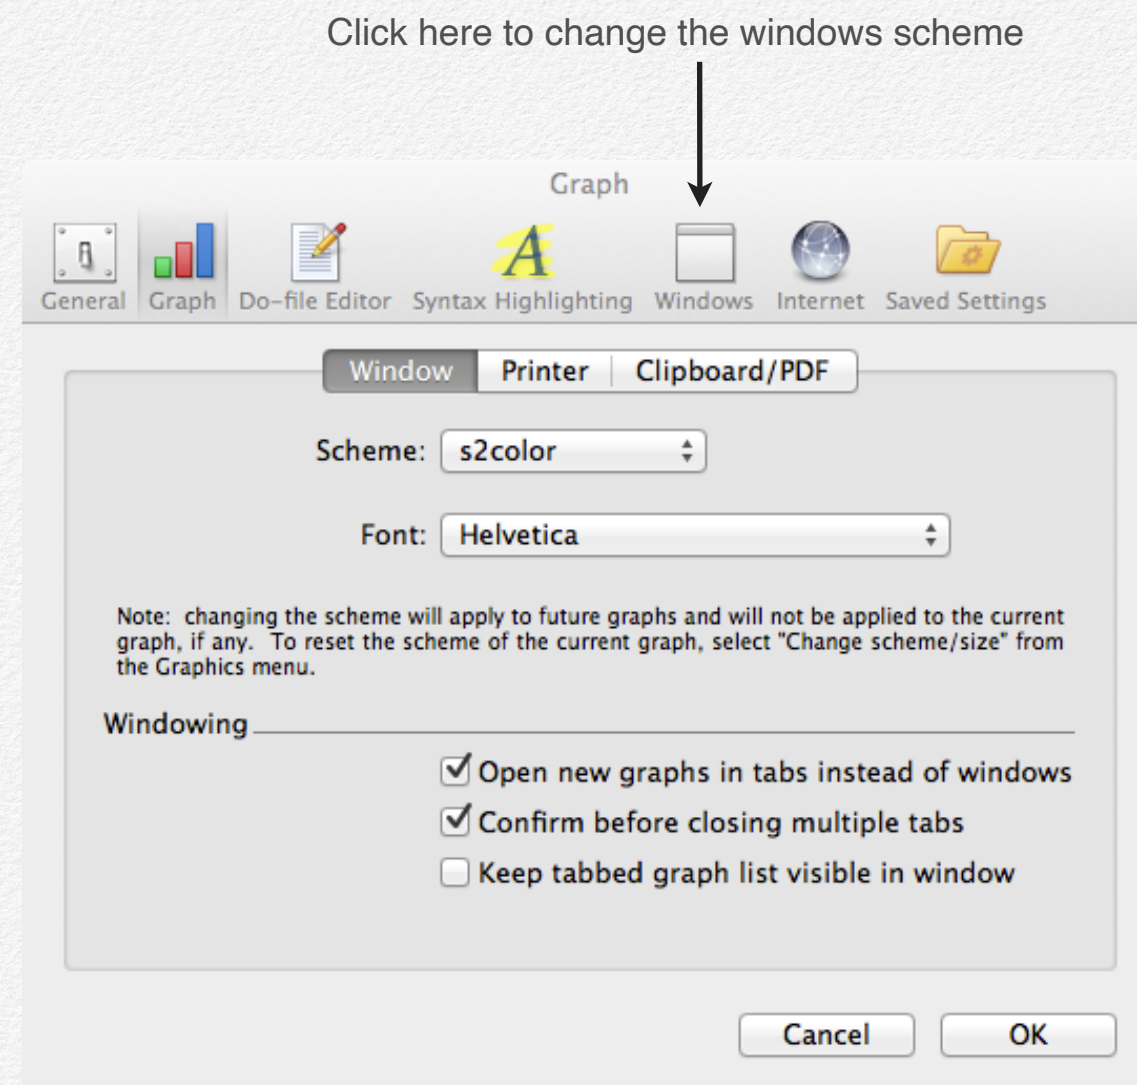 Click here to change the windows scheme
Graph
General Graph Do-file Editor Syntax Highlighting Windows Internet Saved Settings
Window Printer Clipboard/PDF
Scheme: s2color
Font: Helvetica
Note: changing the scheme will apply to future graphs and will not be applied to the current
graph, if any. To reset the scheme of the current graph, select "Change scheme/size" from
the Graphics menu.
Windowing
Open new graphs in tabs instead of windows
Confirm before closing multiple tabs
Keep tabbed graph list visible in window
Cancel OK